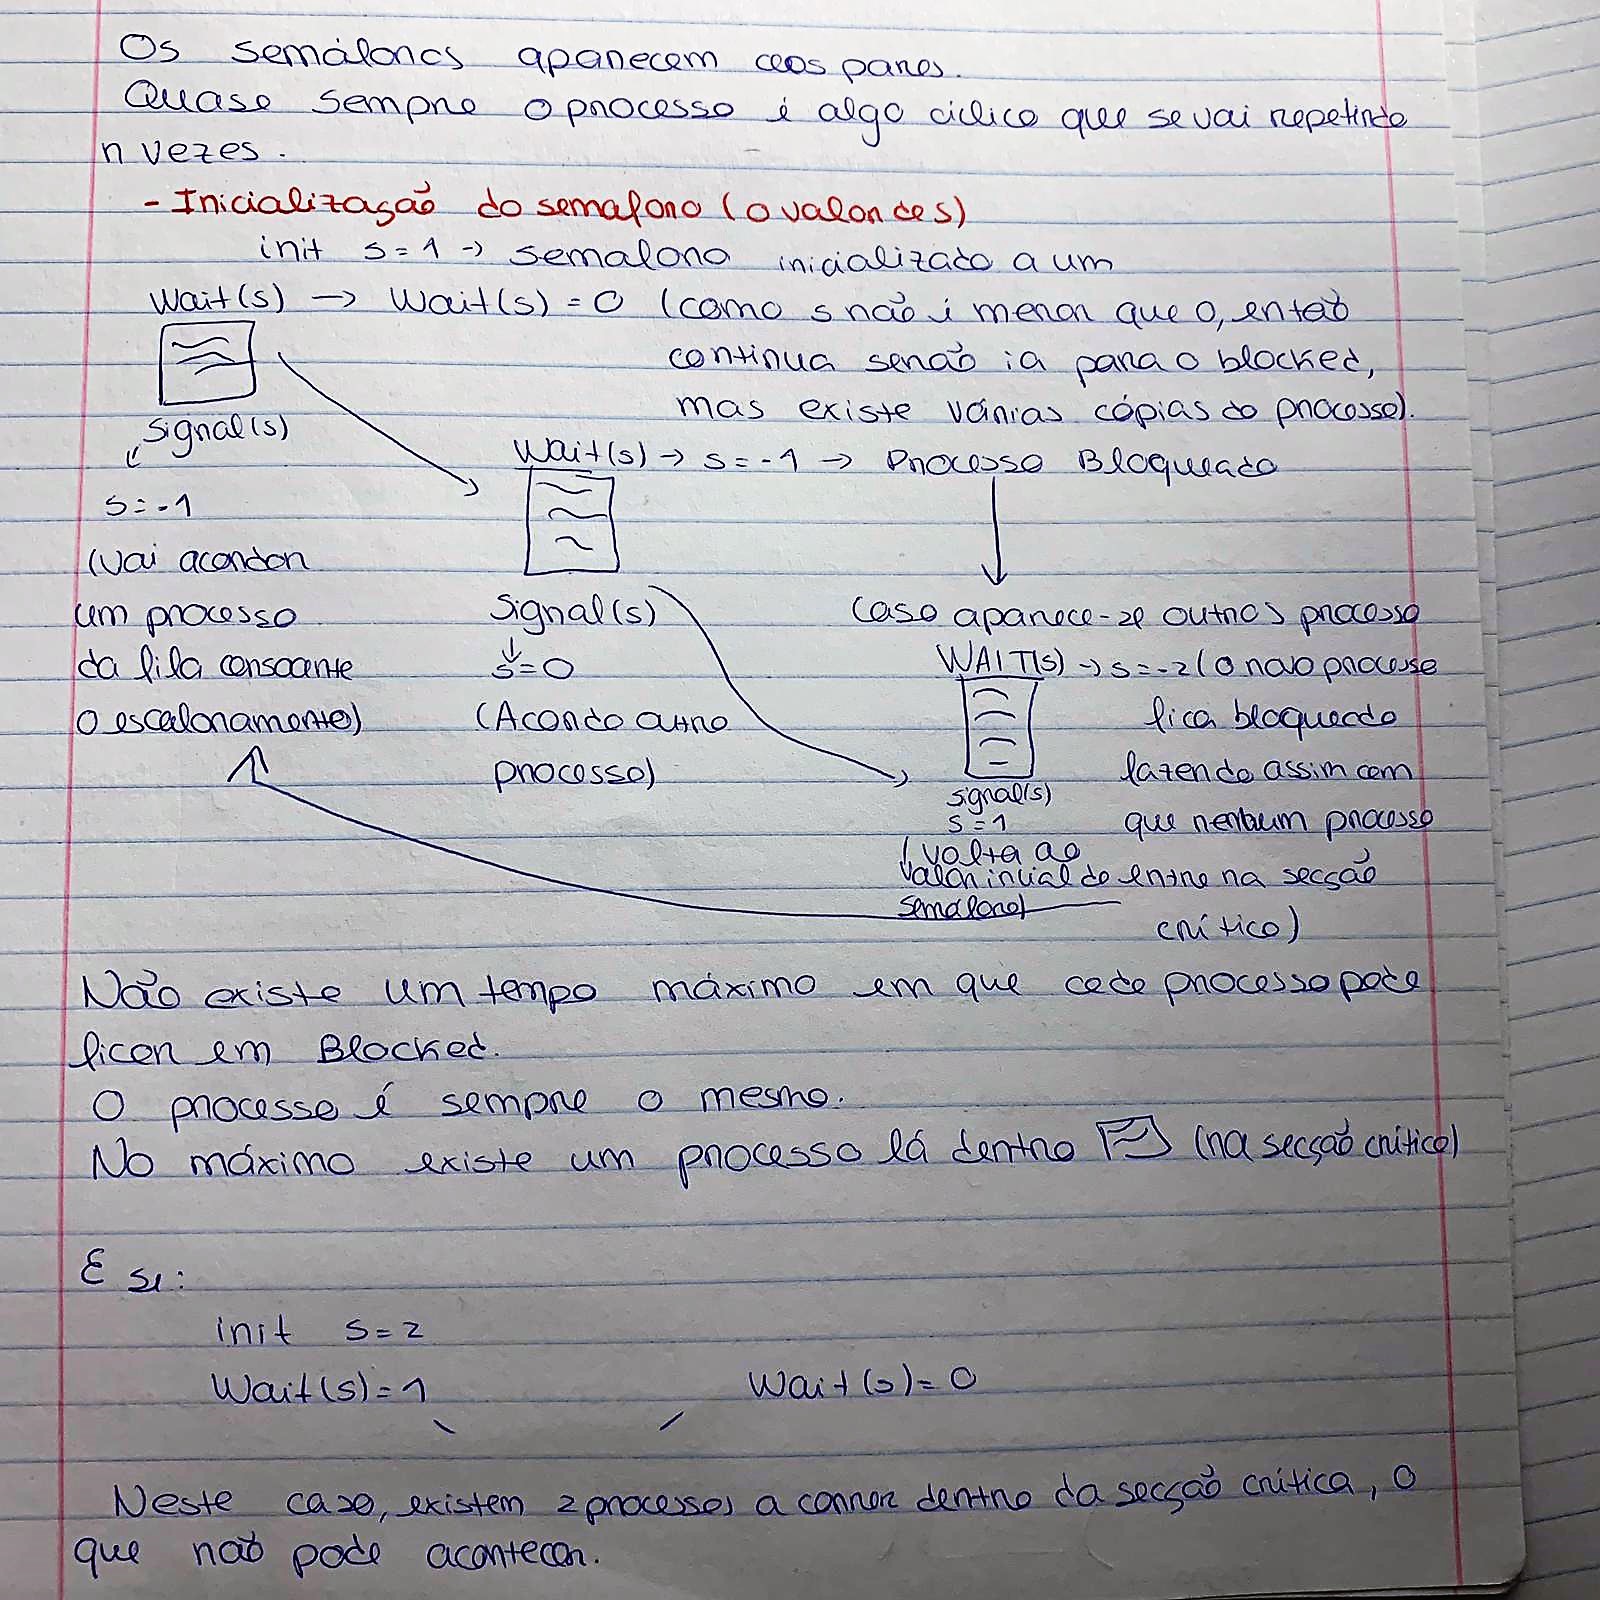 Os semáforos aparecem aos pares.
Quase sempre o processo é algo ciclico que se vai repetindo
n vezes.
- Inicialização do semaforo (o valor de s)
init s = 1 -> semaforo inicializado a um
Wait(s) -> Wait(s) = 0 (como s não é menor que 0, então
continua senão ia para o blocked,
mas existe várias cópias do processo).
Signal(s)
s = -1
(vai acordar
um processo
da fila consoante
o escalonamento)
Wait(s) -> s = -1 -> Processo Bloqueado
Signal(s)
s = 0
(Acordo outro
processo)
Caso aparece-se outros processo
WAIT(s) -> s = -2 (o novo processo
fica bloqueado
fazendo assim com
que nenhum processo
entre na secção
crítico)
signal(s)
s = 1
(volta ao
valor inicial do
semáforo)
Não existe um tempo máximo em que cada processo pode
ficar em Blocked.
O processo é sempre o mesmo.
No máximo existe um processo lá dentro (na secção crítico)
E se:
init s = 2
Wait(s) = 1 Wait(s) = 0
Neste caso, existem 2 processos a correr dentro da secção crítica, o
que não pode acontecer.